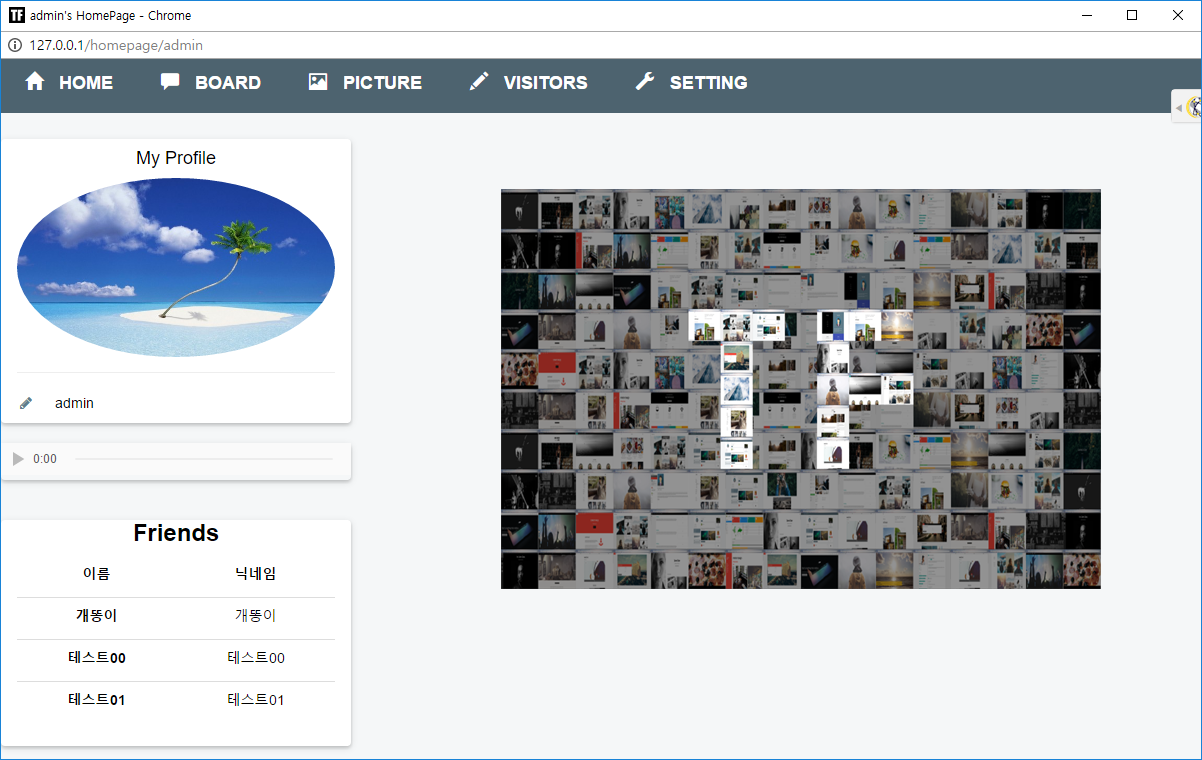 TF admin's HomePage - Chrome
127.0.0.1/homepage/admin
HOME BOARD PICTURE VISITORS SETTING
My Profile
admin
0:00
TF
Friends
이름 닉네임
개똥이 개똥이
테스트00 테스트00
테스트01 테스트01